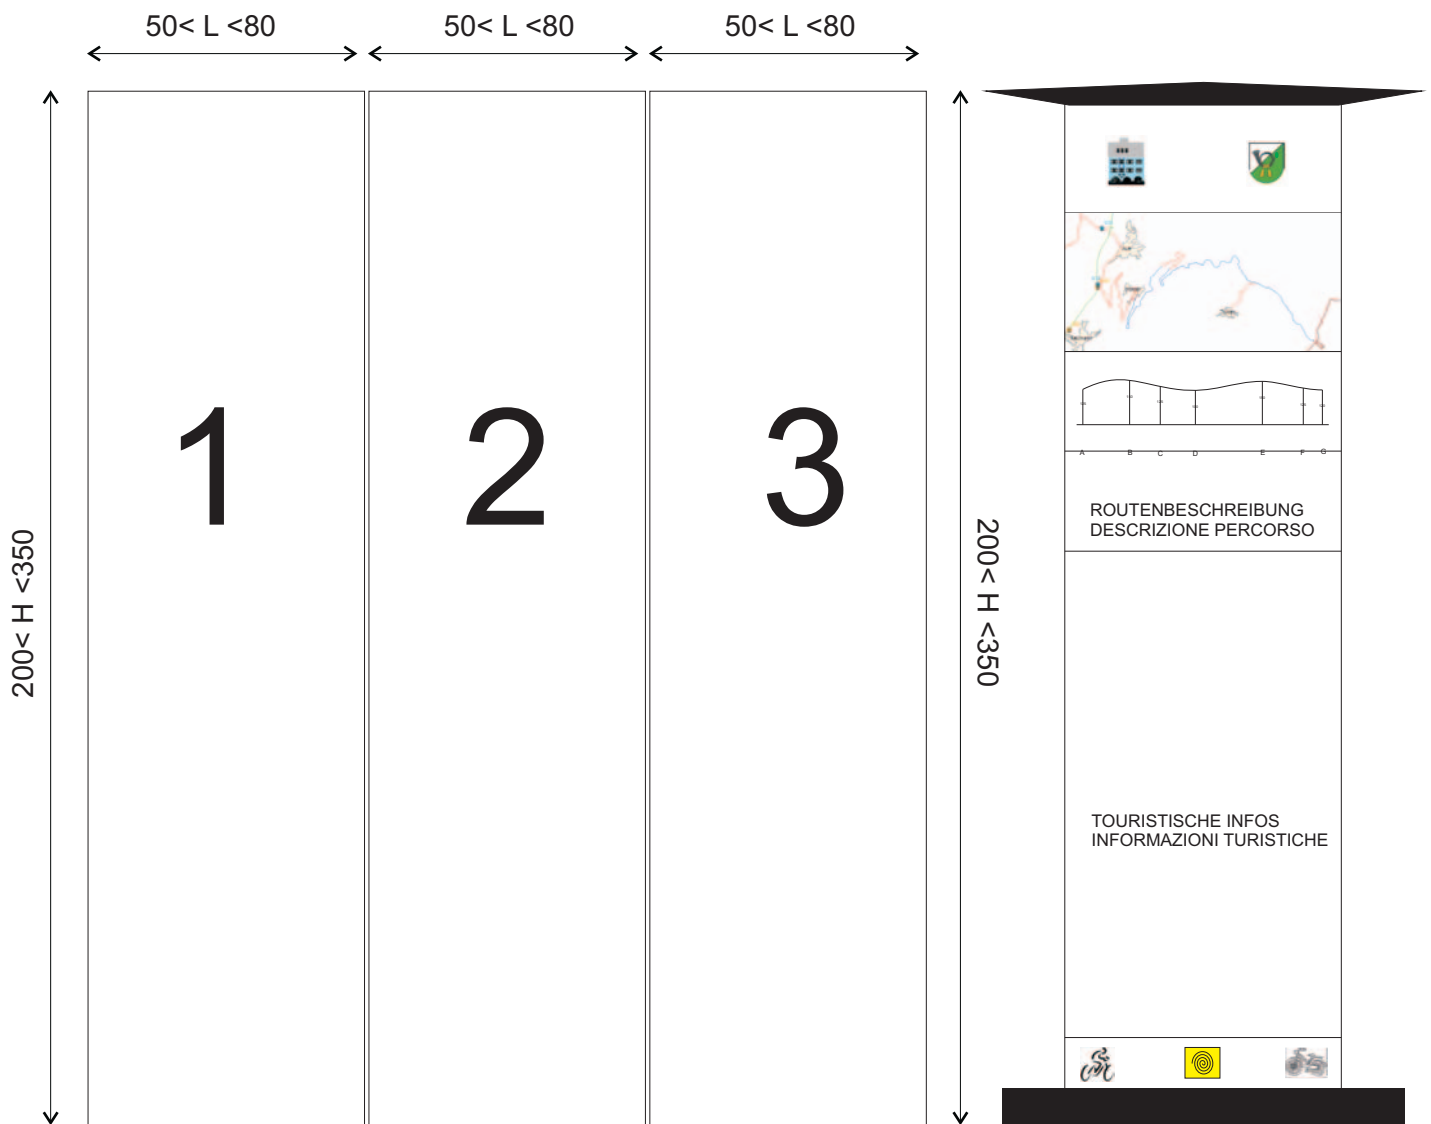 50< L <80
50< L <80
50< L <80
200< H <350
1
2
3
200< H <350
A B C D E F G
ROUTENBESCHREIBUNG
DESCRIZIONE PERCORSO
TOURISTISCHE INFOS
INFORMAZIONI TURISTICHE